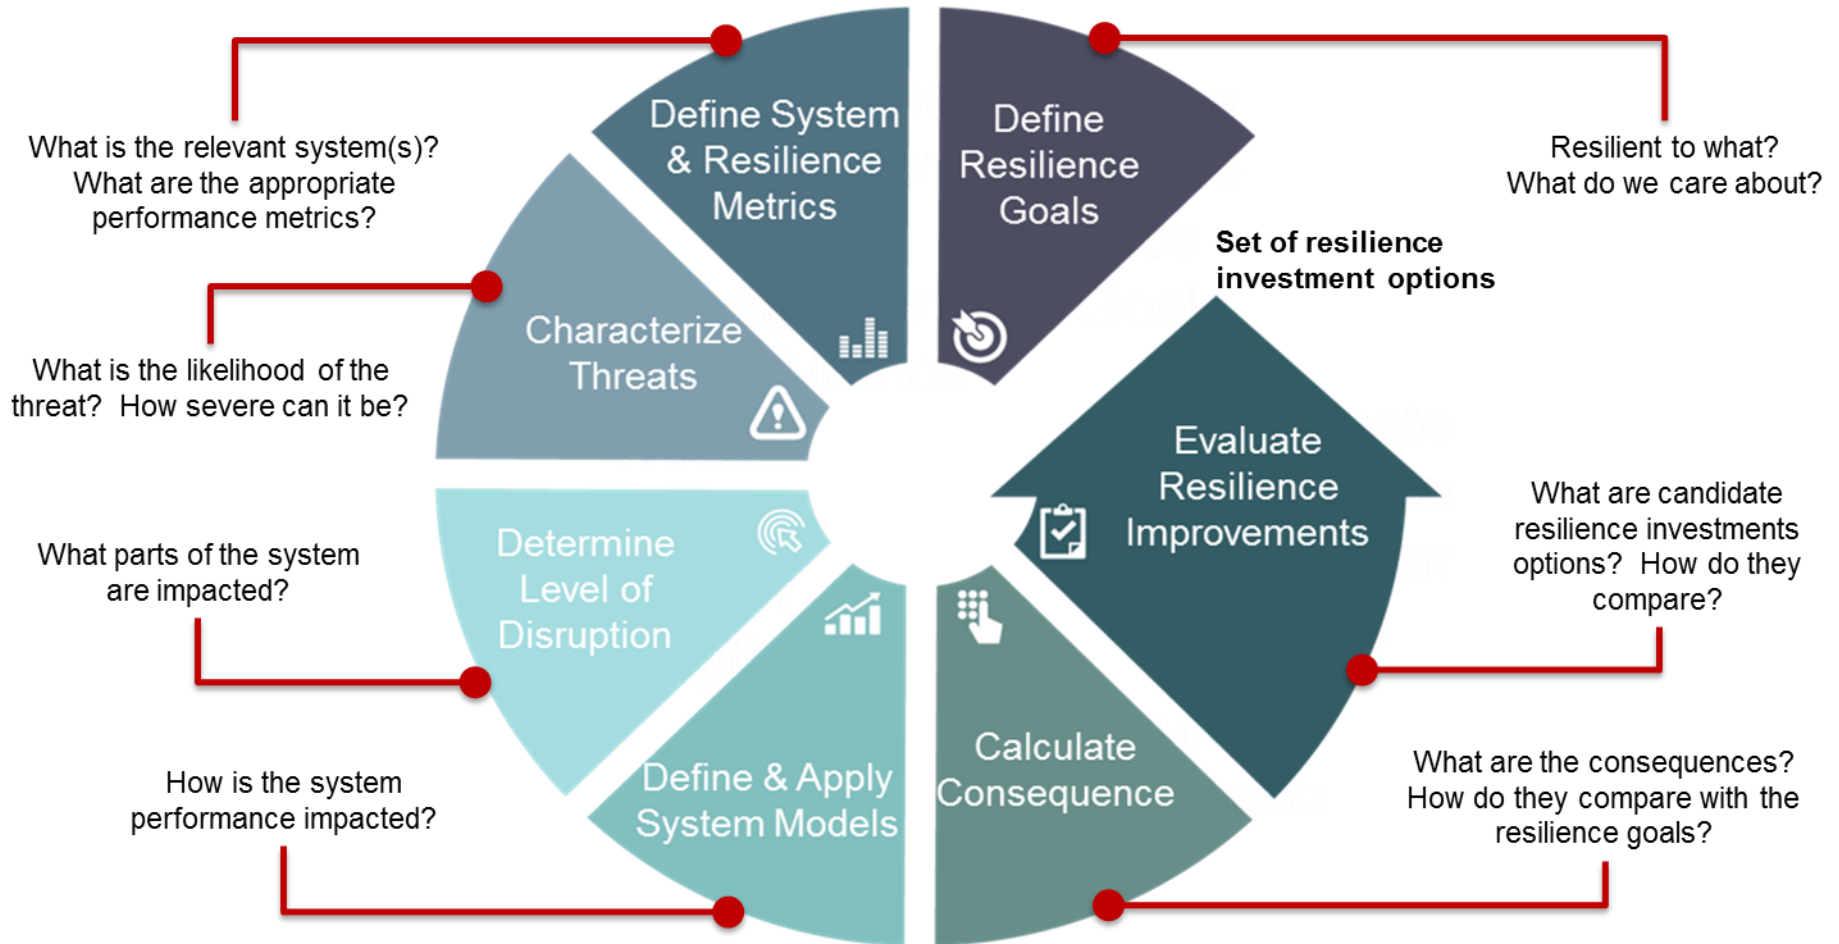 Define System
& Resilience
Metrics
Define
Resilience
Goals
What is the relevant system(s)?
What are the appropriate
performance metrics?
Resilient to what?
What do we care about?
Set of resilience
investment options
Characterize
Threats
What is the likelihood of the
threat? How severe can it be?
Evaluate
Resilience
Improvements
What are candidate
resilience investments
options? How do they
compare?
Determine
Level of
Disruption
What parts of the system
are impacted?
Define & Apply
System Models
Calculate
Consequence
How is the system
performance impacted?
What are the consequences?
How do they compare with the
resilience goals?